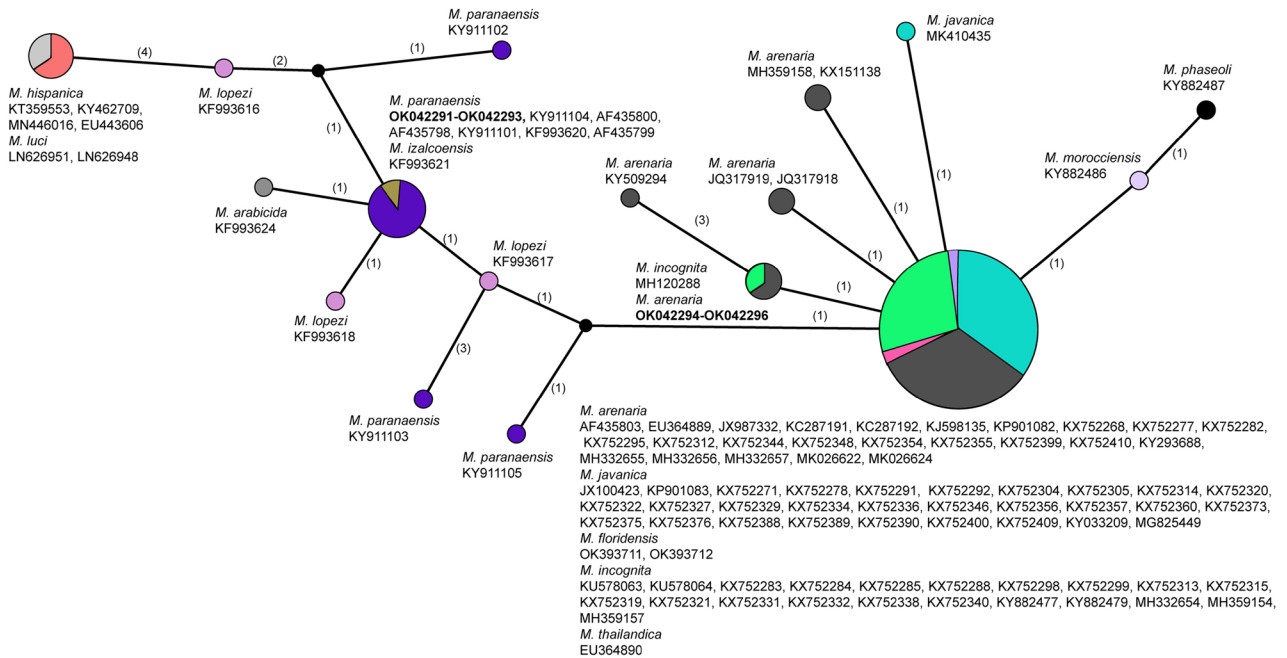 M. paranaensis
KY911102
(4)
(2)
(1)
M. hispanica
KT359553, KY462709,
MN446016, EU443606
M. luci
LN626951, LN626948
M. lopezi
KF993616
(1)
M. paranaensis
OK042291-OK042293, KY911104, AF435800,
AF435798, KY911101, KF993620, AF435799
M. izalcoensis
KF993621
(1)
M. arabicida
KF993624
(1)
M. lopezi
KF993618
(1)
M. lopezi
KF993617
(3)
M. paranaensis
KY911103
(1)
(1)
M. paranaensis
KY911105
(1)
M. arenaria
KY509294
(3)
M. incognita
MH120288
M. arenaria
OK042294-OK042296
(1)
M. arenaria
JQ317919, JQ317918
(1)
M. arenaria
MH359158, KX151138
(1)
M. javanica
MK410435
(1)
M. phaseoli
KY882487
(1)
M. morocciensis
KY882486
(1)
M. arenaria
AF435803, EU364889, JX987332, KC287191, KC287192, KJ598135, KP901082, KX752268, KX752277, KX752282,
KX752295, KX752312, KX752344, KX752348, KX752354, KX752355, KX752399, KX752410, KY293688,
MH332655, MH332656, MH332657, MK026622, MK026624
M. javanica
JX100423, KP901083, KX752271, KX752278, KX752291, KX752292, KX752304, KX752305, KX752314, KX752320,
KX752322, KX752327, KX752329, KX752334, KX752336, KX752346, KX752356, KX752357, KX752360, KX752373,
KX752375, KX752376, KX752388, KX752389, KX752390, KX752400, KX752409, KY033209, MG825449
M. floridensis
OK393711, OK393712
M. incognita
KU578063, KU578064, KX752283, KX752284, KX752285, KX752288, KX752298, KX752299, KX752313, KX752315,
KX752319, KX752321, KX752331, KX752332, KX752338, KX752340, KY882477, KY882479, MH332654, MH359154,
MH359157
M. thailandica
EU364890